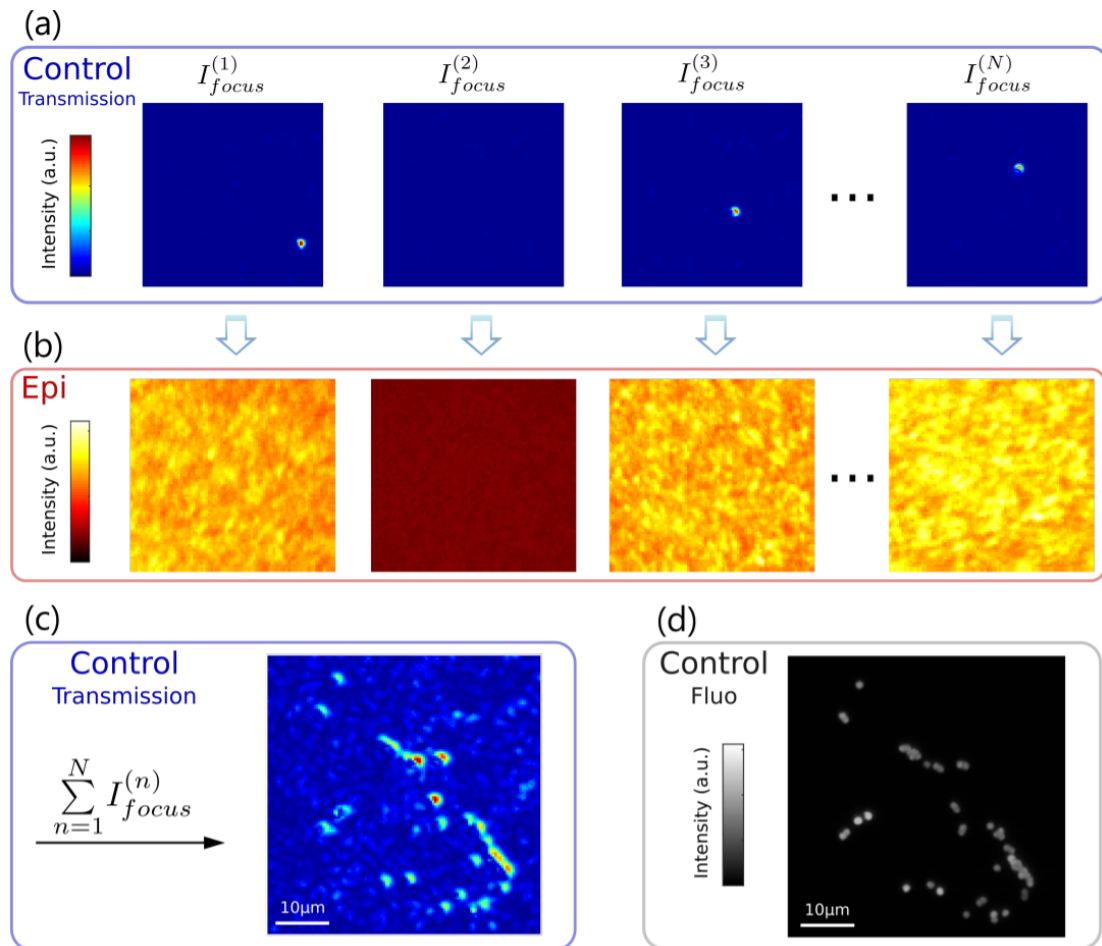 (a)
Control
Transmission
Intensity (a.u.)
I_{focus}^{(1)}
I_{focus}^{(2)}
I_{focus}^{(3)}
...
I_{focus}^{(N)}
(b)
Epi
Intensity (a.u.)
...
(c)
Control
Transmission
\sum_{n=1}^{N} I_{focus}^{(n)}
10μm
(d)
Control
Fluo
Intensity (a.u.)
10μm